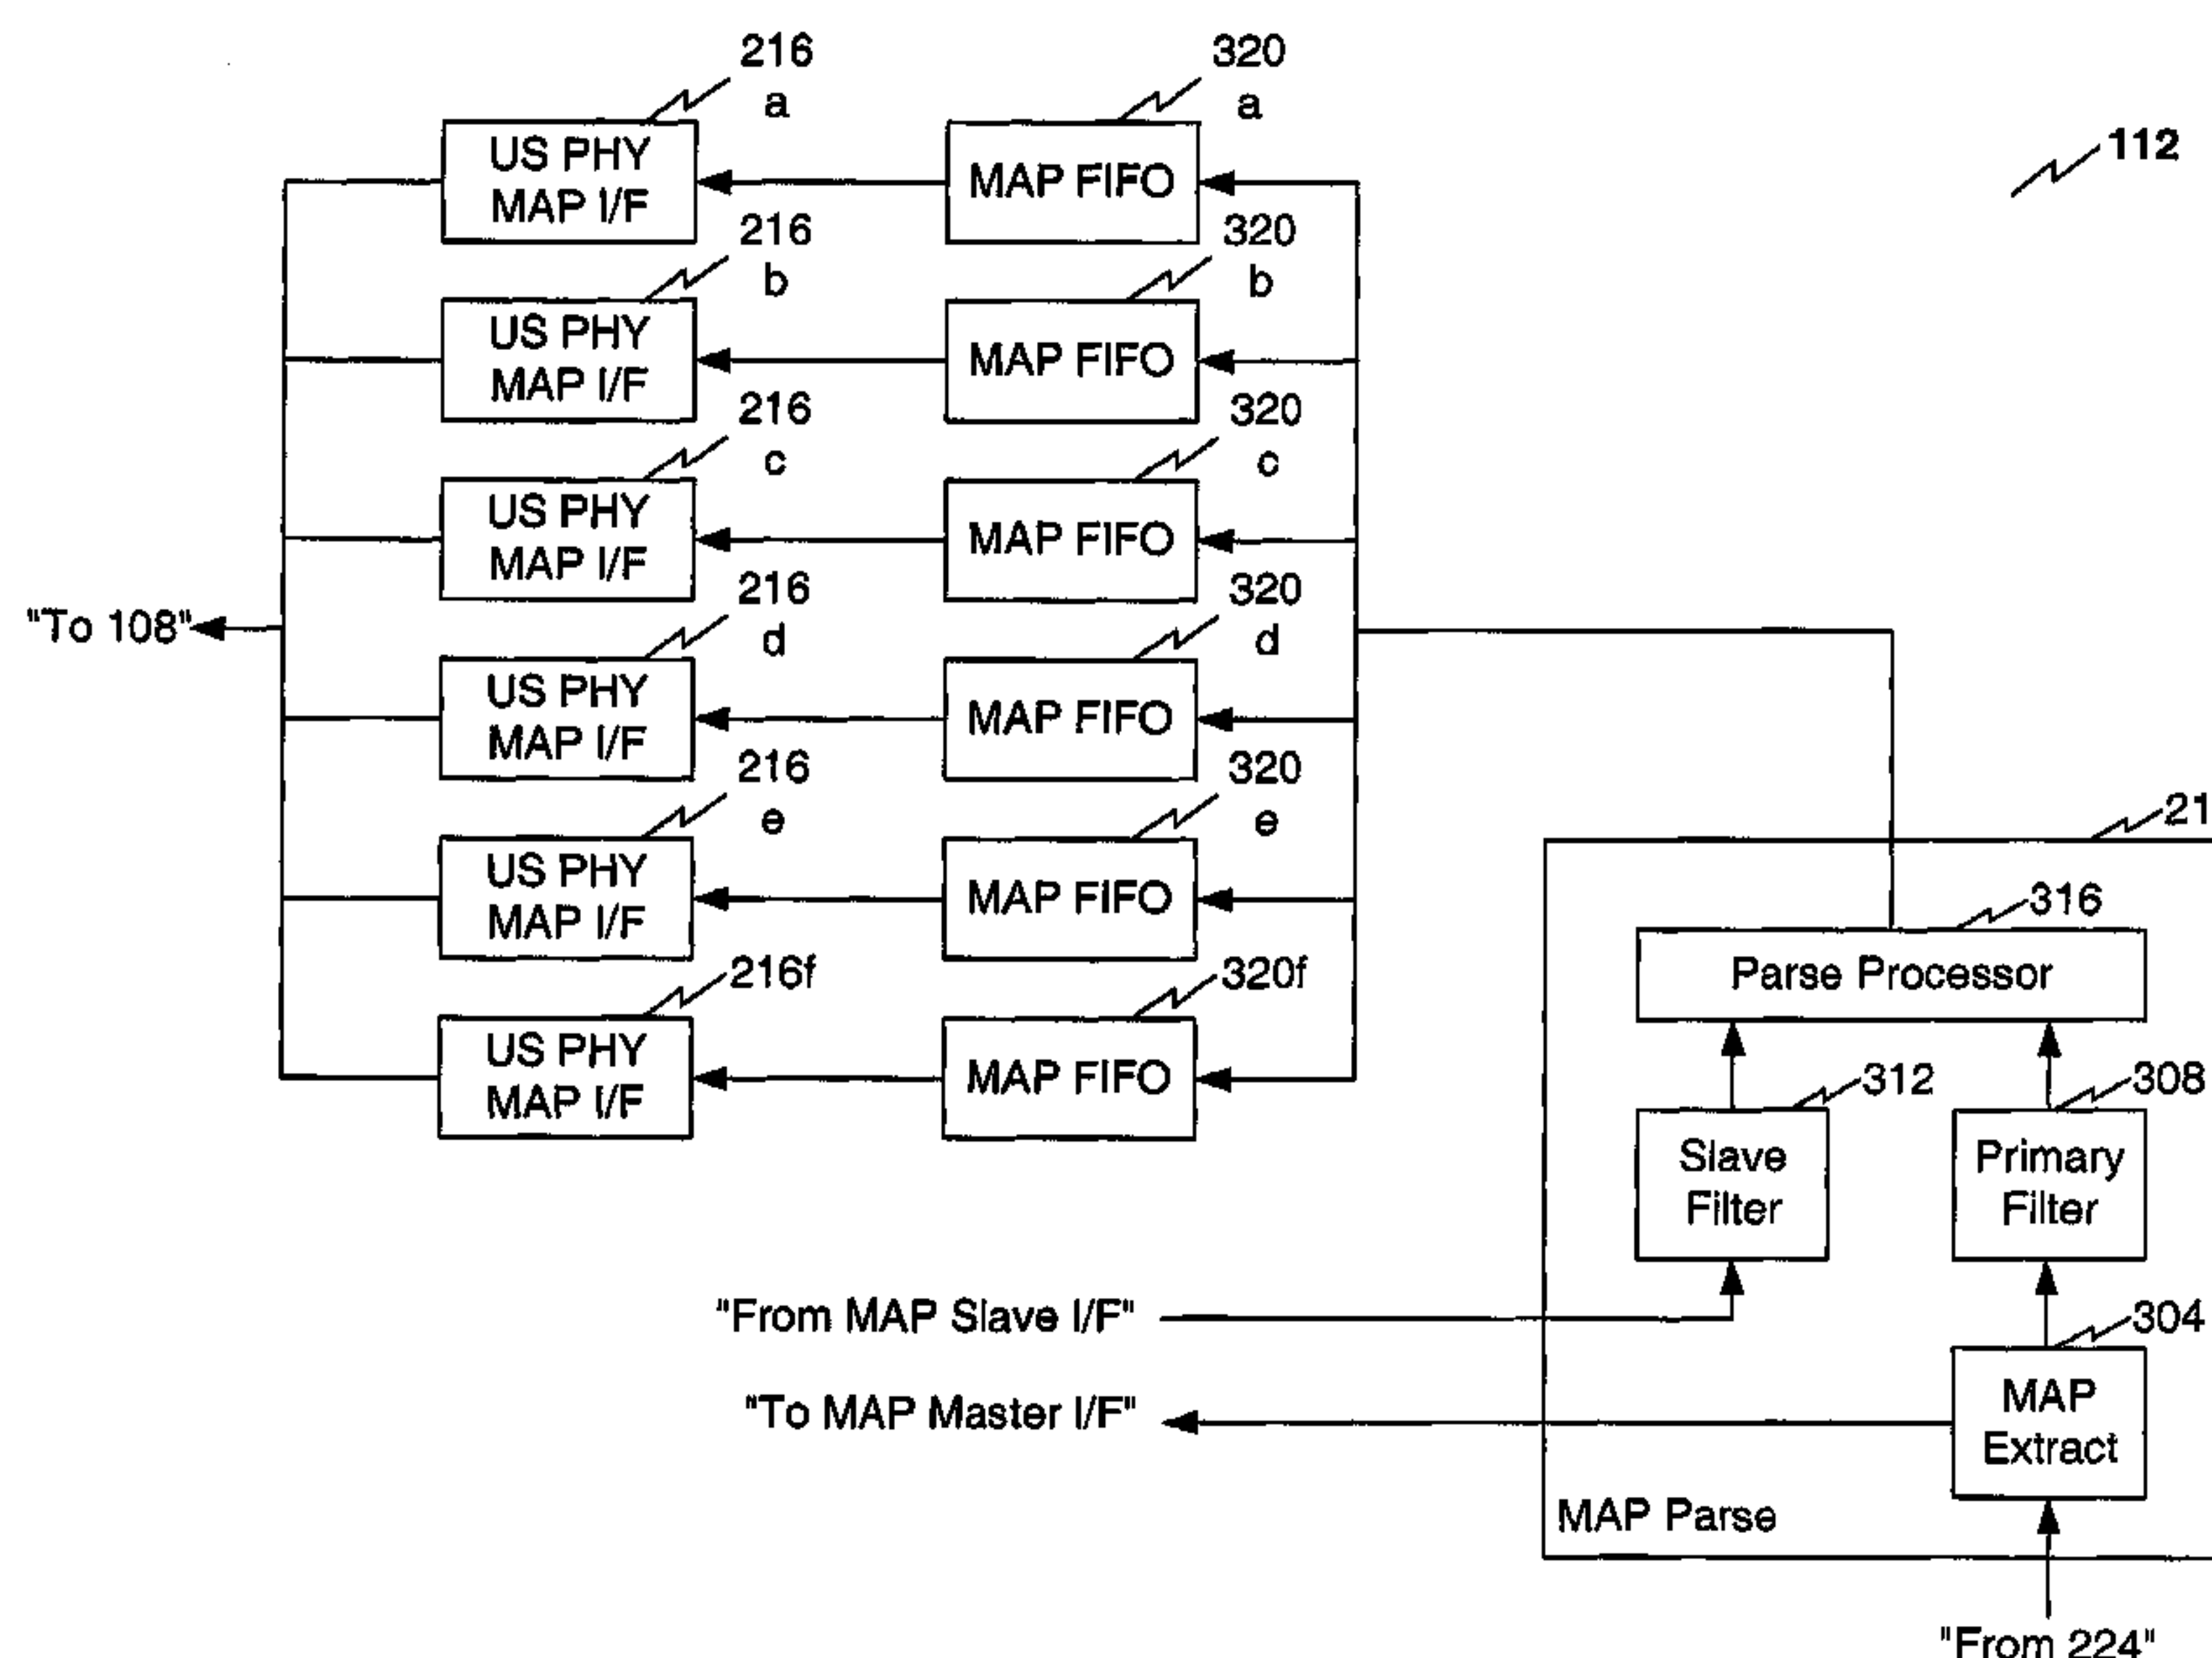 216
a
320
a
112
US PHY
MAP I/F
MAP FIFO
216
b
320
b
US PHY
MAP I/F
MAP FIFO
216
c
320
c
US PHY
MAP I/F
MAP FIFO
216
d
320
d
"To 108"
US PHY
MAP I/F
MAP FIFO
216
e
320
e
21
US PHY
MAP I/F
MAP FIFO
316
Parse Processor
216f
320f
US PHY
MAP I/F
MAP FIFO
312
308
Slave
Filter
Primary
Filter
"From MAP Slave I/F"
304
"To MAP Master I/F"
MAP
Extract
MAP Parse
"From 224"